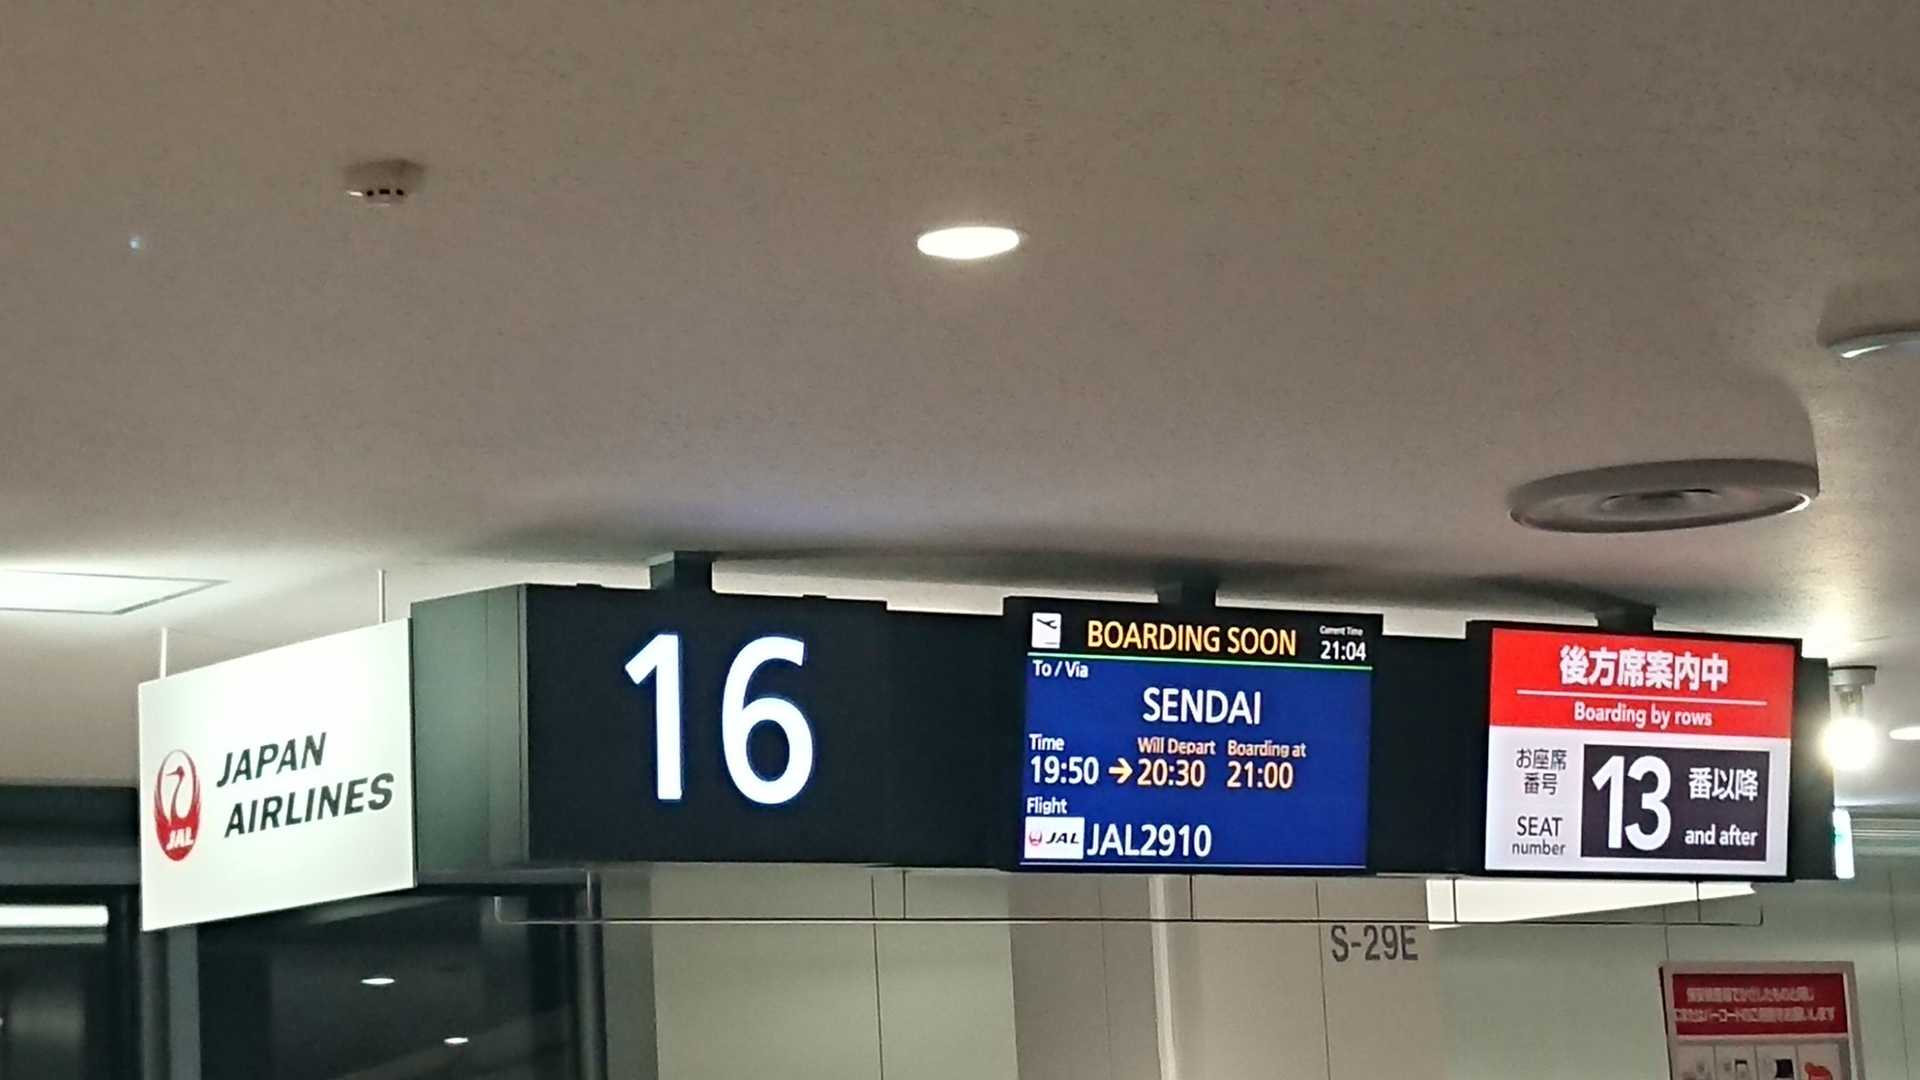 JAPAN
AIRLINES
JAL
16
BOARDING SOON
Current Time
21:04
To / Via
SENDAI
Time
Will Depart
Boarding at
19:50 → 20:30
21:00
Flight
JAL
JAL2910
後方席案内中
Boarding by rows
お座席
番号
SEAT
number
13
番以降
and after
S-29E